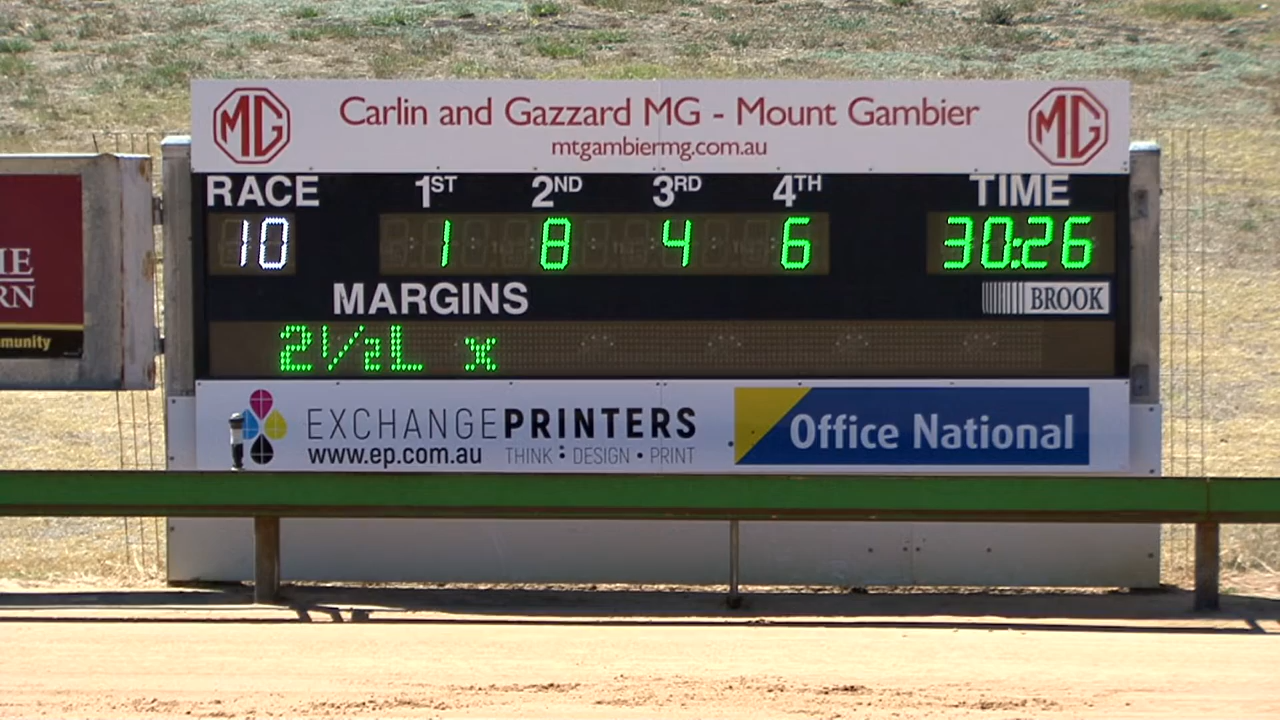 MG Carlin and Gazzard MG - Mount Gambier MG
mtgambiermg.com.au
RACE 1ST 2ND 3RD 4TH TIME
10 1 8 4 6 30:26
MARGINS BROOK
2½L x
EXCHANGEPRINTERS
www.ep.com.au THINK : DESIGN • PRINT
Office National